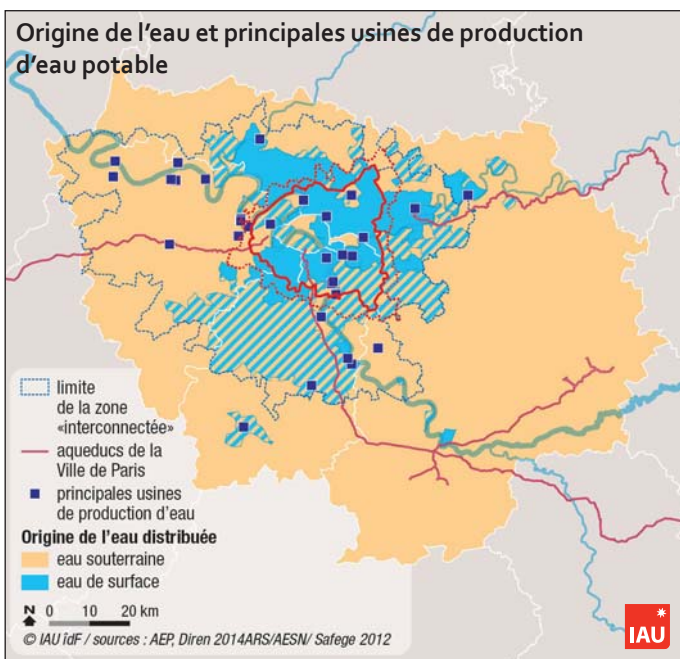 Origine de l’eau et principales usines de production
d’eau potable
limite
de la zone
«interconnectée»
aqueducs de la
Ville de Paris
principales usines
de production d’eau
Origine de l’eau distribuée
eau souterraine
eau de surface
N 0 10 20 km
© IAU îdF / sources : AEP, Diren 2014ARS/AESN/ Safege 2012
IAU